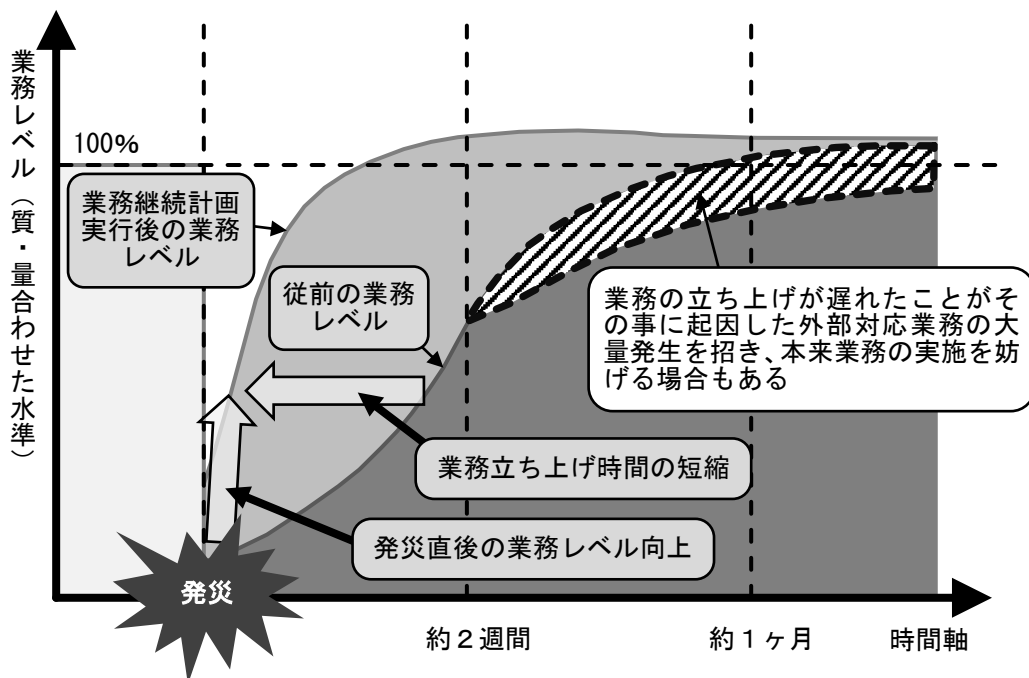 業務レベル（質・量合わせた水準）
100%
業務継続計画
実行後の業務
レベル
従前の業務
レベル
業務の立ち上げが遅れたことがそ
の事に起因した外部対応業務の大
量発生を招き、本来業務の実施を妨
げる場合もある
業務立ち上げ時間の短縮
発災直後の業務レベル向上
発災
約２週間
約１ヶ月
時間軸